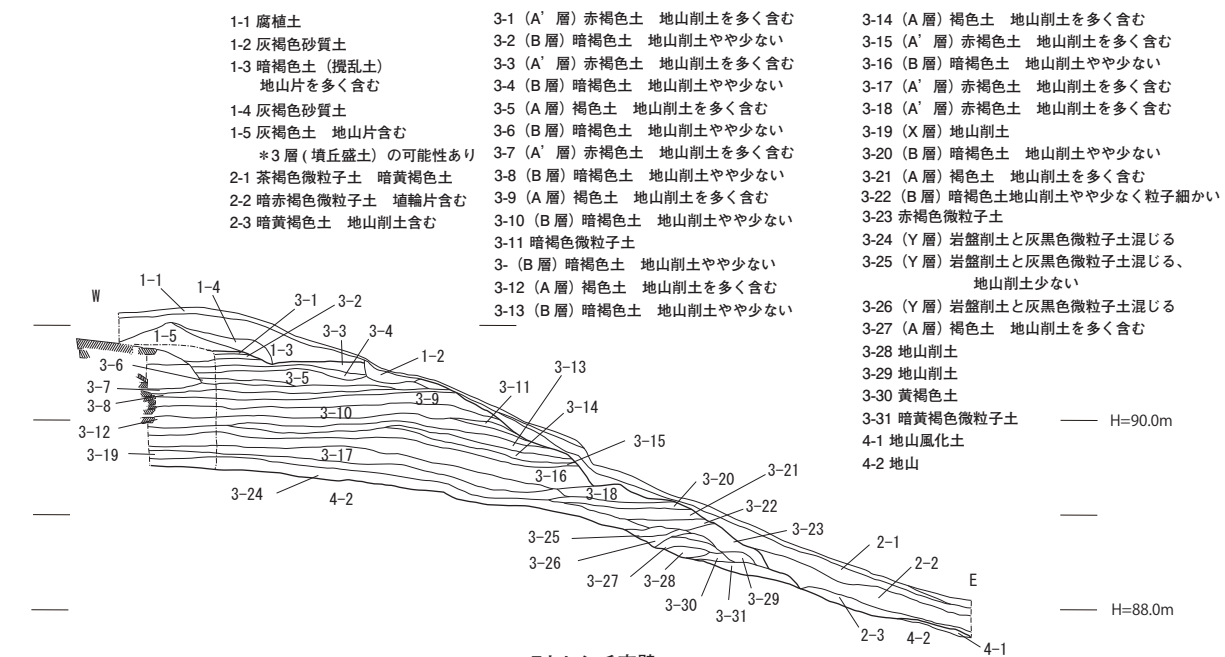 1-1 腐植土
1-2 灰褐色砂質土
1-3 暗褐色土（攪乱土）
地山片を多く含む
1-4 灰褐色砂質土
1-5 灰褐色土　地山片含む
＊3 層 ( 墳丘盛土）の可能性あり
2-1 茶褐色微粒子土　暗黄褐色土
2-2 暗赤褐色微粒子土　埴輪片含む
2-3 暗黄褐色土　地山削土含む
3-1（A’層）赤褐色土　地山削土を多く含む
3-2（B 層）暗褐色土　地山削土やや少ない
3-3（A’層）赤褐色土　地山削土を多く含む
3-4（B 層）暗褐色土　地山削土やや少ない
3-5（A 層）褐色土　地山削土を多く含む
3-6（B 層）暗褐色土　地山削土やや少ない
3-7（A’層）赤褐色土　地山削土を多く含む
3-8（B 層）暗褐色土　地山削土やや少ない
3-9（A 層）褐色土　地山削土を多く含む
3-10（B 層）暗褐色土　地山削土やや少ない
3-11 暗褐色微粒子土
3-（B 層）暗褐色土　地山削土やや少ない
3-12（A 層）褐色土　地山削土を多く含む
3-13（B 層）暗褐色土　地山削土やや少ない
3-14（A 層）褐色土　地山削土を多く含む
3-15（A’層）赤褐色土　地山削土を多く含む
3-16（B 層）暗褐色土　地山削土やや少ない
3-17（A’層）赤褐色土　地山削土を多く含む
3-18（A’層）赤褐色土　地山削土を多く含む
3-19（X 層）地山削土
3-20（B 層）暗褐色土　地山削土やや少ない
3-21（A 層）褐色土　地山削土を多く含む
3-22（B 層）暗褐色土地山削土やや少なく粒子細かい
3-23 赤褐色微粒子土
3-24（Y 層）岩盤削土と灰黒色微粒子土混じる
3-25（Y 層）岩盤削土と灰黒色微粒子土混じる、
地山削土少ない
3-26（Y 層）岩盤削土と灰黒色微粒子土混じる
3-27（A 層）褐色土　地山削土を多く含む
3-28 地山削土
3-29 地山削土
3-30 黄褐色土
3-31 暗黄褐色微粒子土
4-1 地山風化土
4-2 地山
W
1-1
1-4
3-1
3-2
3-3
3-4
1-5
1-3
1-2
3-6
3-5
3-13
3-7
3-8
3-9
3-11
3-10
3-14
3-12
3-15
3-19
3-17
3-16
3-21
3-20
3-18
3-24
4-2
3-22
3-25
3-23
3-26
2-1
3-27
3-28
2-2
3-30
3-29
3-31
E
2-3
4-2
4-1
H=90.0m
H=88.0m